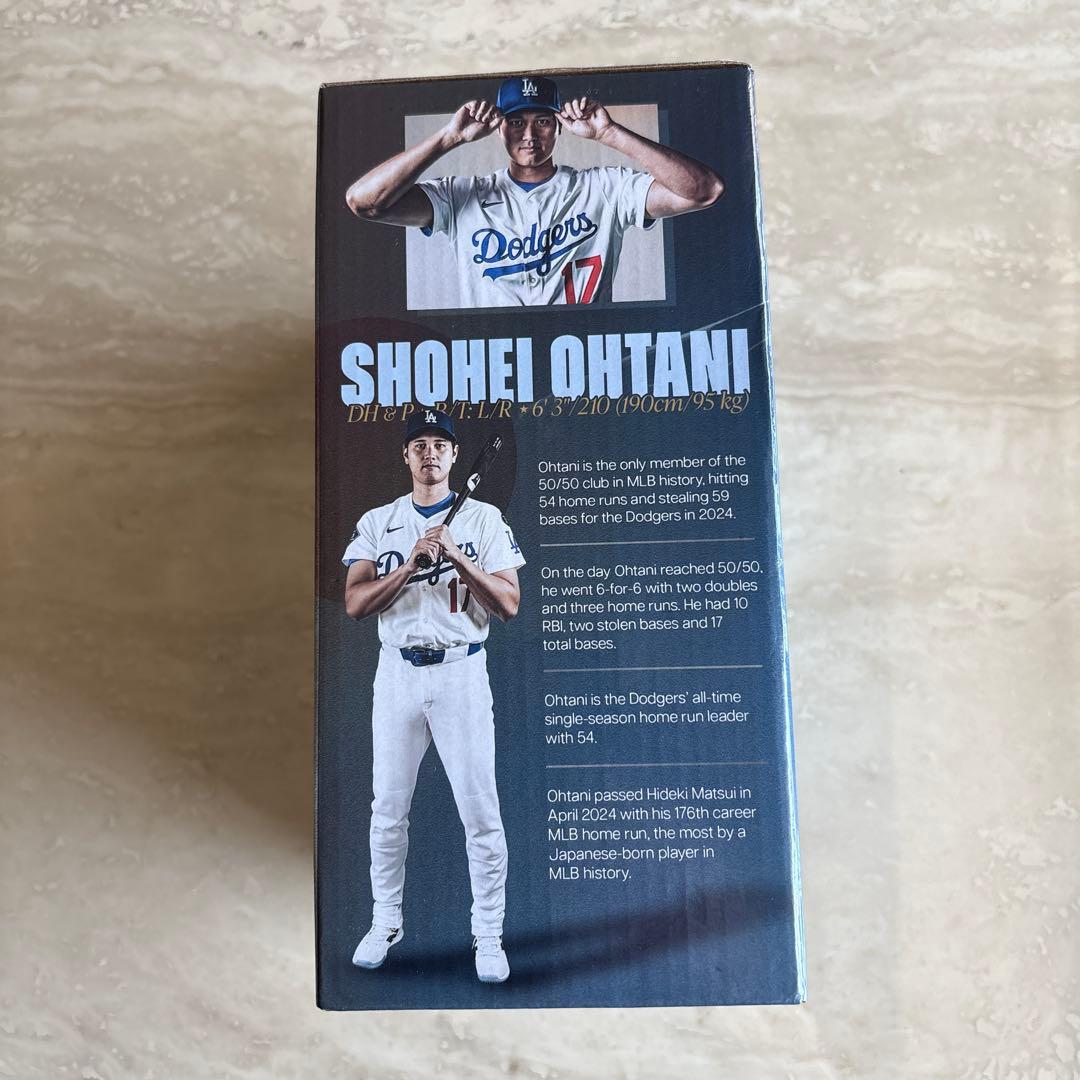 LA
Dodgers
17
SHOHEI OHTANI
DH & P B/T: L/R ★ 6' 3"/210 (190cm/95 kg)
LA
Dodgers
17
LA
Ohtani is the only member of the
50/50 club in MLB history, hitting
54 home runs and stealing 59
bases for the Dodgers in 2024.
On the day Ohtani reached 50/50,
he went 6-for-6 with two doubles
and three home runs. He had 10
RBI, two stolen bases and 17
total bases.
Ohtani is the Dodgers' all-time
single-season home run leader
with 54.
Ohtani passed Hideki Matsui in
April 2024 with his 176th career
MLB home run, the most by a
Japanese-born player in
MLB history.